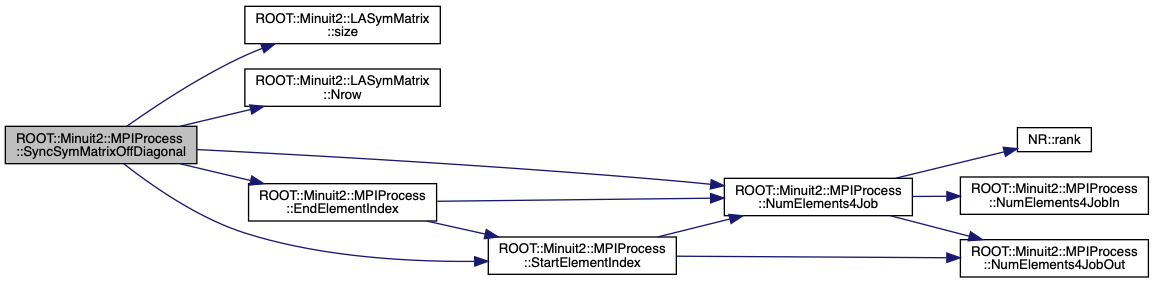 ROOT::Minuit2::LASymMatrix
::size
ROOT::Minuit2::LASymMatrix
::Nrow
ROOT::Minuit2::MPIProcess
::SyncSymMatrixOffDiagonal
ROOT::Minuit2::MPIProcess
::EndElementIndex
ROOT::Minuit2::MPIProcess
::StartElementIndex
ROOT::Minuit2::MPIProcess
::NumElements4Job
NR::rank
ROOT::Minuit2::MPIProcess
::NumElements4JobIn
ROOT::Minuit2::MPIProcess
::NumElements4JobOut